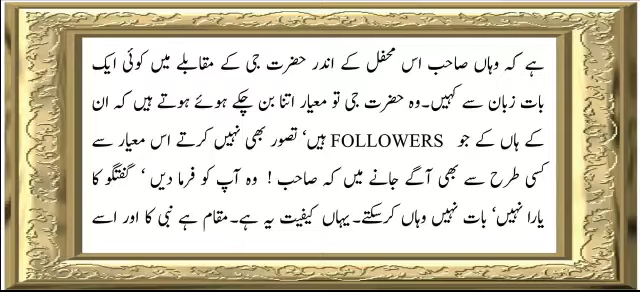 ہے کہ وہاں صاحب اس محفل کے اندر حضرت جی کے مقابلے میں کوئی ایک
بات زبان سے کہیں۔وہ حضرت جی تو معیار اتنا بن چکے ہوئے ہوتے ہیں کہ ان
کے ہاں کے جو FOLLOWERS ہیں‘ تصور بھی نہیں کرتے اس معیار سے
کسی طرح سے بھی آگے جانے میں کہ صاحب ! وہ آپ کو فرما دیں ‘ گفتگو کا
یارا نہیں‘ بات نہیں وہاں کرسکتے۔یہاں کیفیت یہ ہے۔مقام ہے نبی کا اور اسے